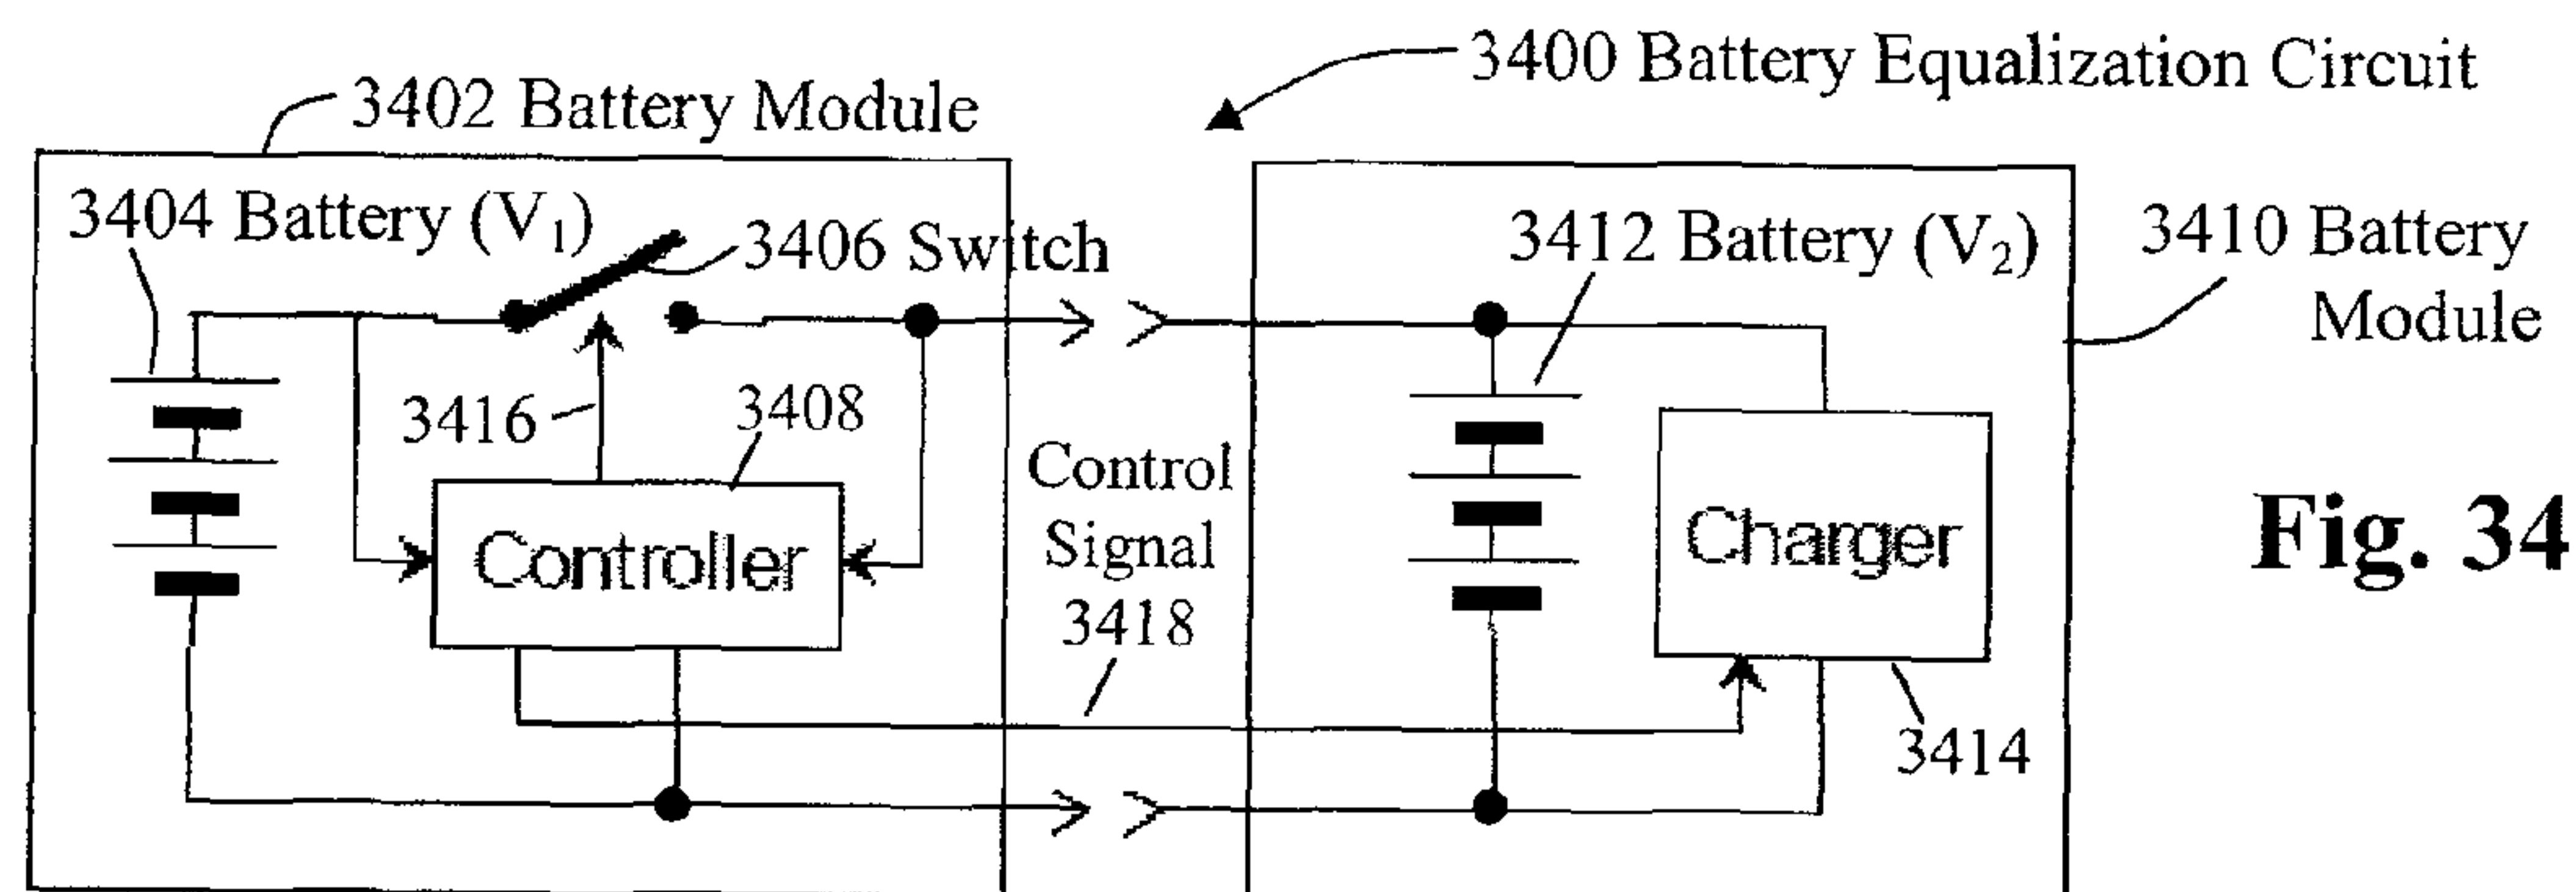 3400 Battery Equalization Circuit
3402 Battery Module
3404 Battery (V₁)
3406 Switch
3412 Battery (V₂)
3410 Battery
Module
3416
3408
Control
Signal
3418
Controller
Charger
3414
Fig. 34